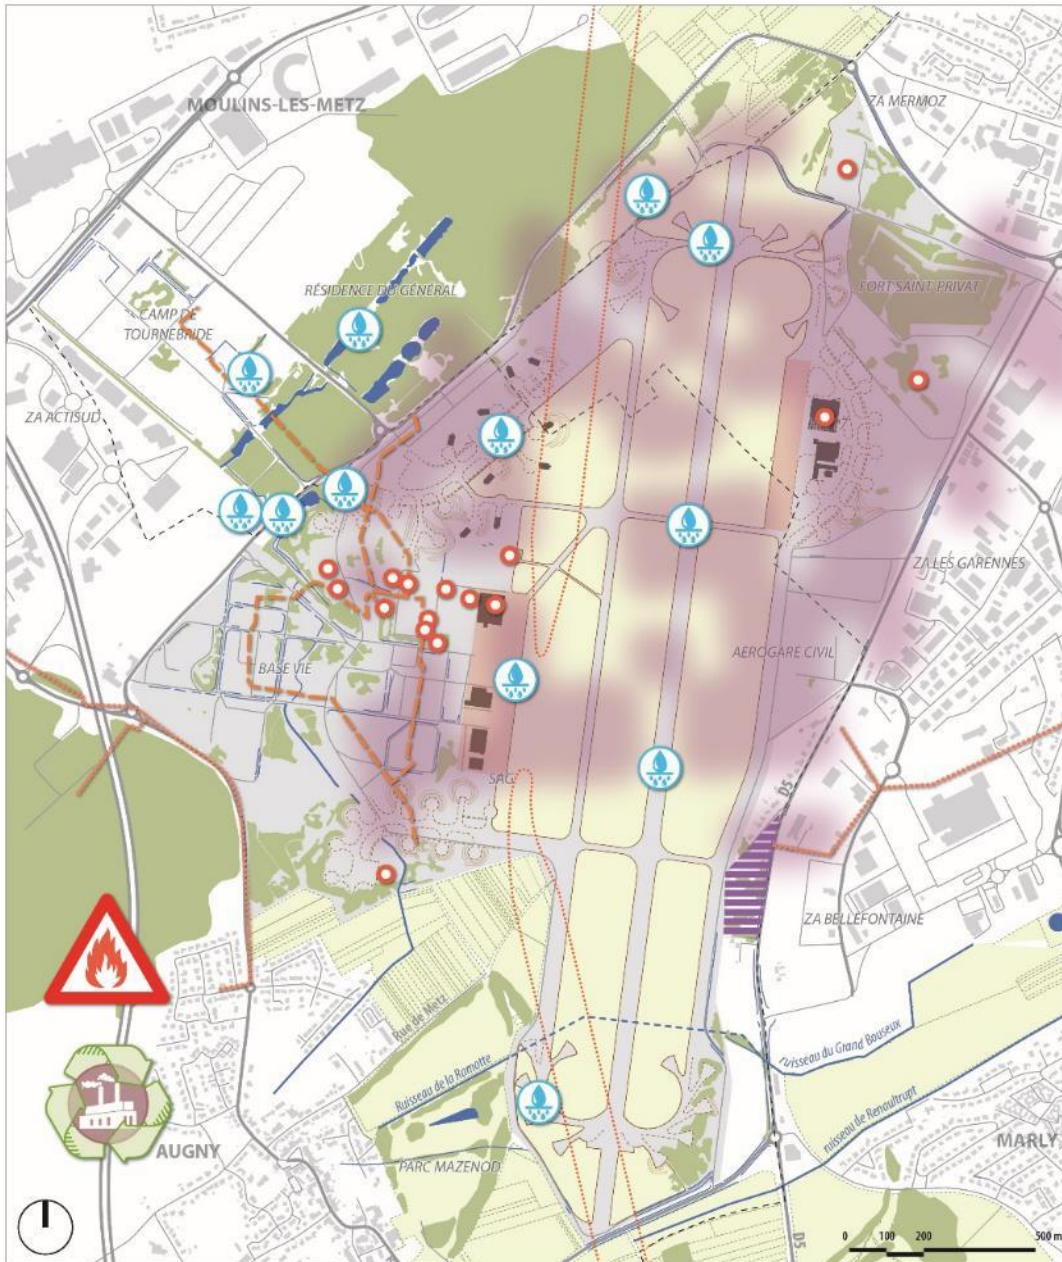 MOULINS-LES-METZ
ZA MERMOZ
RÉSIDENCE DU GÉNÉRAL
FORT SAINT-PRIVAT
CAMP DE
TOURNEBRIDE
ZA ACTISUD
ZA LES GARENNES
BASE VIE
AEROGARE CIVIL
SAG
D5
ZA BELLEFONTAINE
Rue de Metz
Ruisseau de la Ramotte
ruisseau du Grand Bouseux
ruisseau de Renaultrupt
AUGNY
PARC MAZENOD
MARLY
D5
0 100 200 500 m